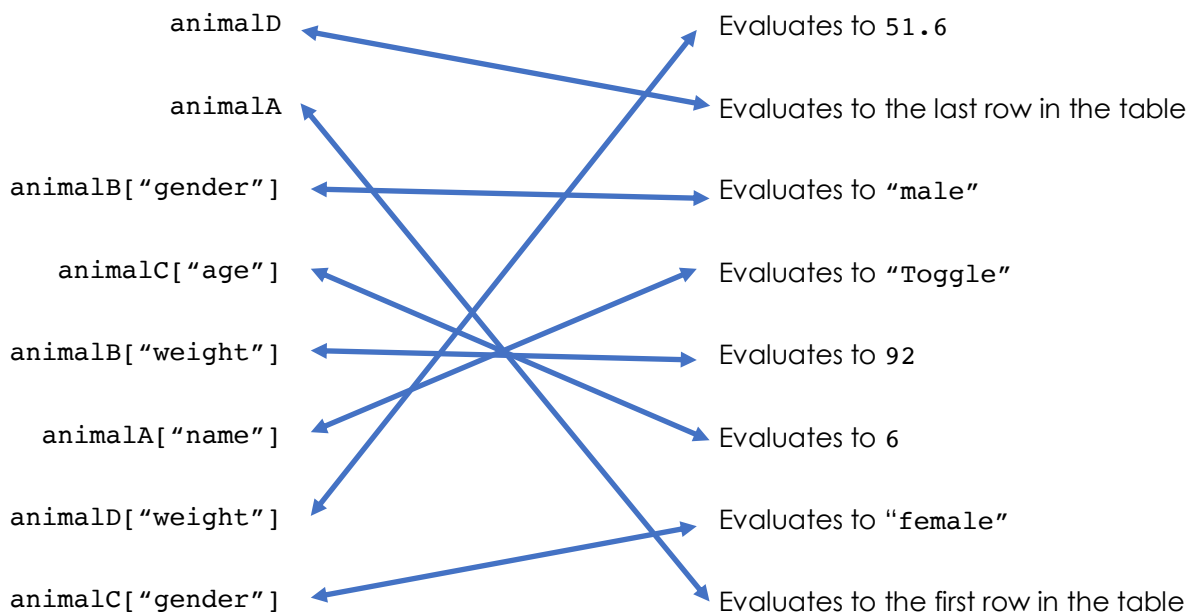 animalD Evaluates to 51.6
animalA Evaluates to the last row in the table
animalB[“gender”] Evaluates to “male”
animalC[“age”] Evaluates to “Toggle”
animalB[“weight”] Evaluates to 92
animalA[“name”] Evaluates to 6
animalD[“weight”] Evaluates to “female”
animalC[“gender”] Evaluates to the first row in the table